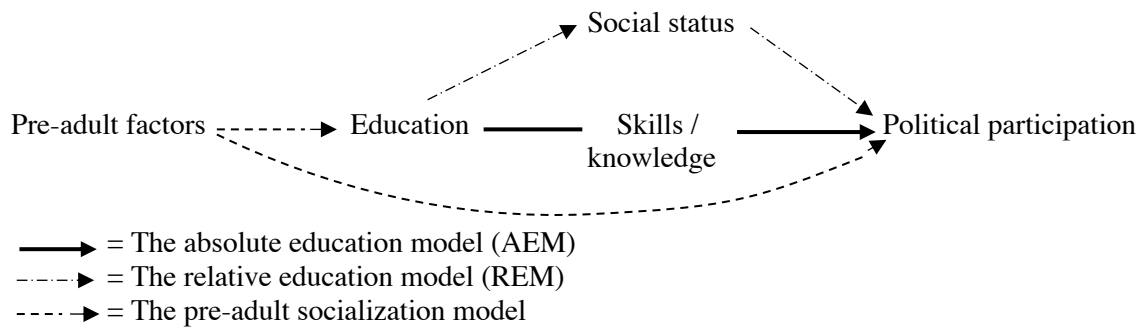 Social status
Pre-adult factors Education Skills / Political participation
knowledge
= The absolute education model (AEM)
= The relative education model (REM)
= The pre-adult socialization model